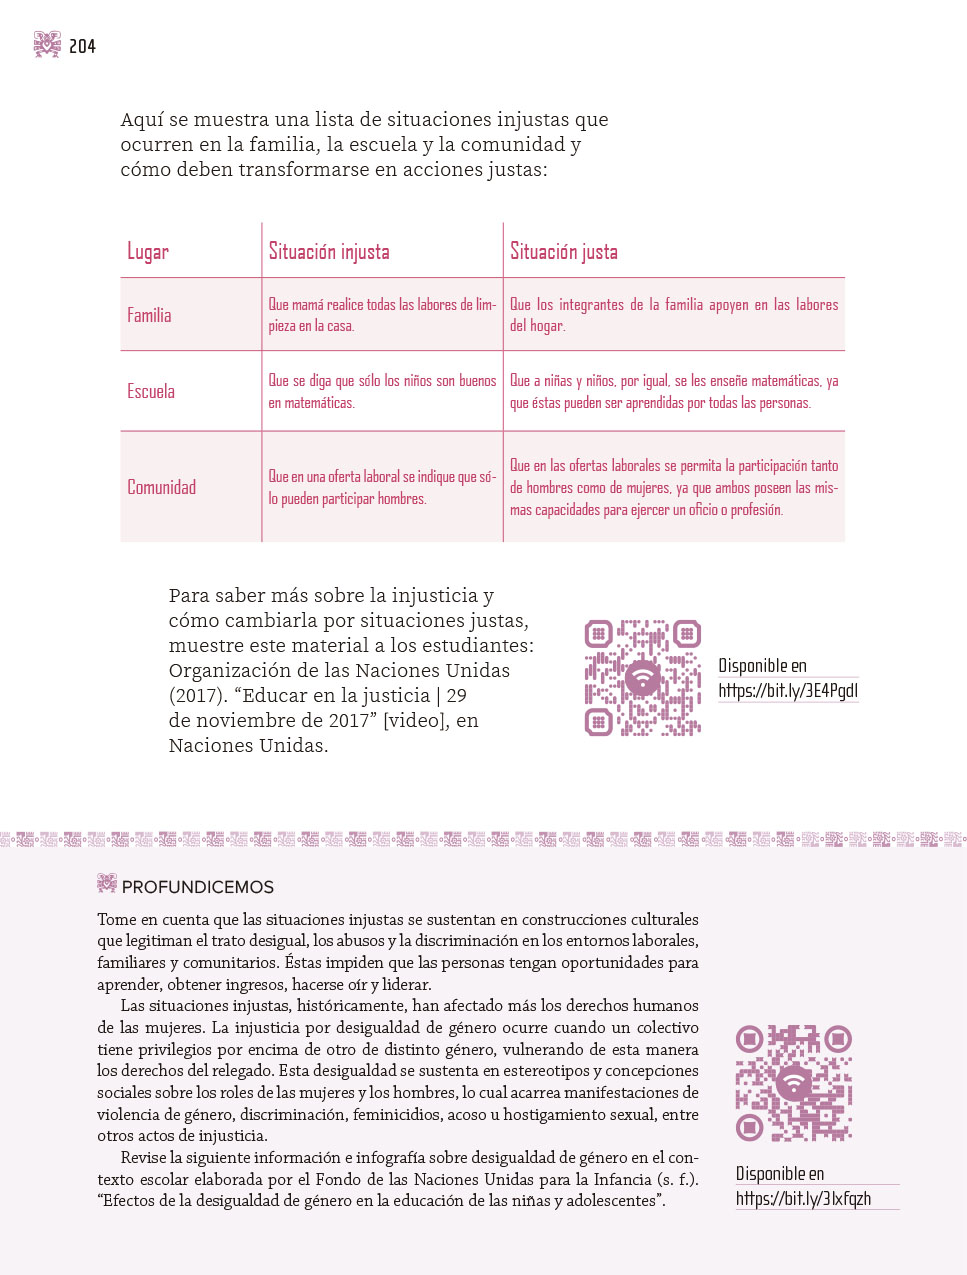 204
Aquí se muestra una lista de situaciones injustas que
ocurren en la familia, la escuela y la comunidad y
cómo deben transformarse en acciones justas:
Lugar
Situación injusta
Situación justa
Familia
Que mamá realice todas las labores de lim-
pieza en la casa.
Que los integrantes de la familia apoyen en las labores
del hogar.
Escuela
Que se diga que sólo los niños son buenos
en matemáticas.
Que a niñas y niños, por igual, se les enseñe matemáticas, ya
que éstas pueden ser aprendidas por todas las personas.
Comunidad
Que en una oferta laboral se indique que só-
lo pueden participar hombres.
Que en las ofertas laborales se permita la participación tanto
de hombres como de mujeres, ya que ambos poseen las mis-
mas capacidades para ejercer un oficio o profesión.
Para saber más sobre la injusticia y
cómo cambiarla por situaciones justas,
muestre este material a los estudiantes:
Organización de las Naciones Unidas
(2017). “Educar en la justicia | 29
de noviembre de 2017” [video], en
Naciones Unidas.
Disponible en
https://bit.ly/3E4PgdI
PROFUNDICEMOS
Tome en cuenta que las situaciones injustas se sustentan en construcciones culturales
que legitiman el trato desigual, los abusos y la discriminación en los entornos laborales,
familiares y comunitarios. Éstas impiden que las personas tengan oportunidades para
aprender, obtener ingresos, hacerse oír y liderar.
Las situaciones injustas, históricamente, han afectado más los derechos humanos
de las mujeres. La injusticia por desigualdad de género ocurre cuando un colectivo
tiene privilegios por encima de otro de distinto género, vulnerando de esta manera
los derechos del relegado. Esta desigualdad se sustenta en estereotipos y concepciones
sociales sobre los roles de las mujeres y los hombres, lo cual acarrea manifestaciones de
violencia de género, discriminación, feminicidios, acoso u hostigamiento sexual, entre
otros actos de injusticia.
Revise la siguiente información e infografía sobre desigualdad de género en el con-
texto escolar elaborada por el Fondo de las Naciones Unidas para la Infancia (s. f.).
“Efectos de la desigualdad de género en la educación de las niñas y adolescentes”.
Disponible en
https://bit.ly/3Ixfqzh